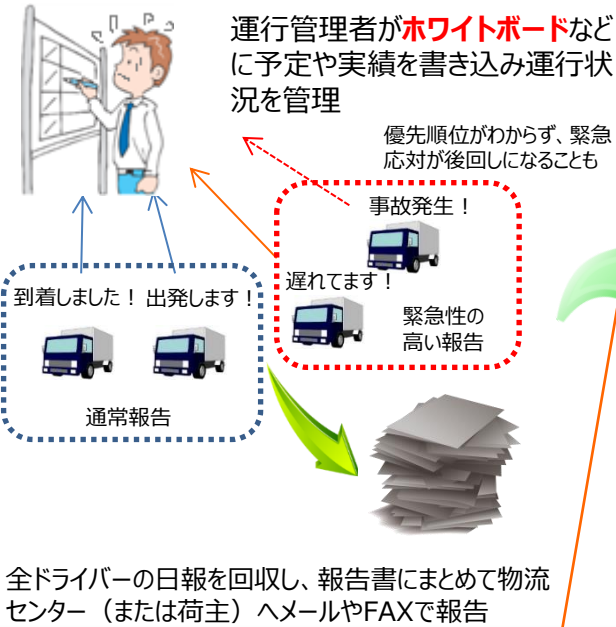 運行管理者がホワイトボードなど
に予定や実績を書き込み運行状
況を管理
優先順位がわからず、緊急
応対が後回しになることも
事故発生！
遅れてます！
緊急性の
高い報告
到着しました！ 出発します！
通常報告
全ドライバーの日報を回収し、報告書にまとめて物流
センター（または荷主）へメールやFAXで報告